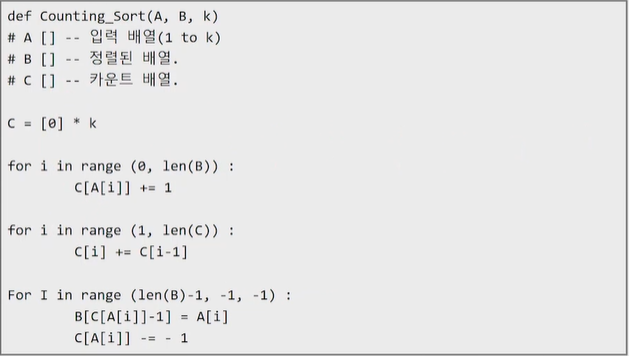 def Counting_Sort(A, B, k)
# A [] -- 입력 배열(1 to k)
# B [] -- 정렬된 배열.
# C [] -- 카운트 배열.
C = [0] * k
for i in range (0, len(B)) :
C[A[i]] += 1
for i in range (1, len(C)) :
C[i] += C[i-1]
For I in range (len(B)-1, -1, -1) :
B[C[A[i]]-1] = A[i]
C[A[i]] -= - 1